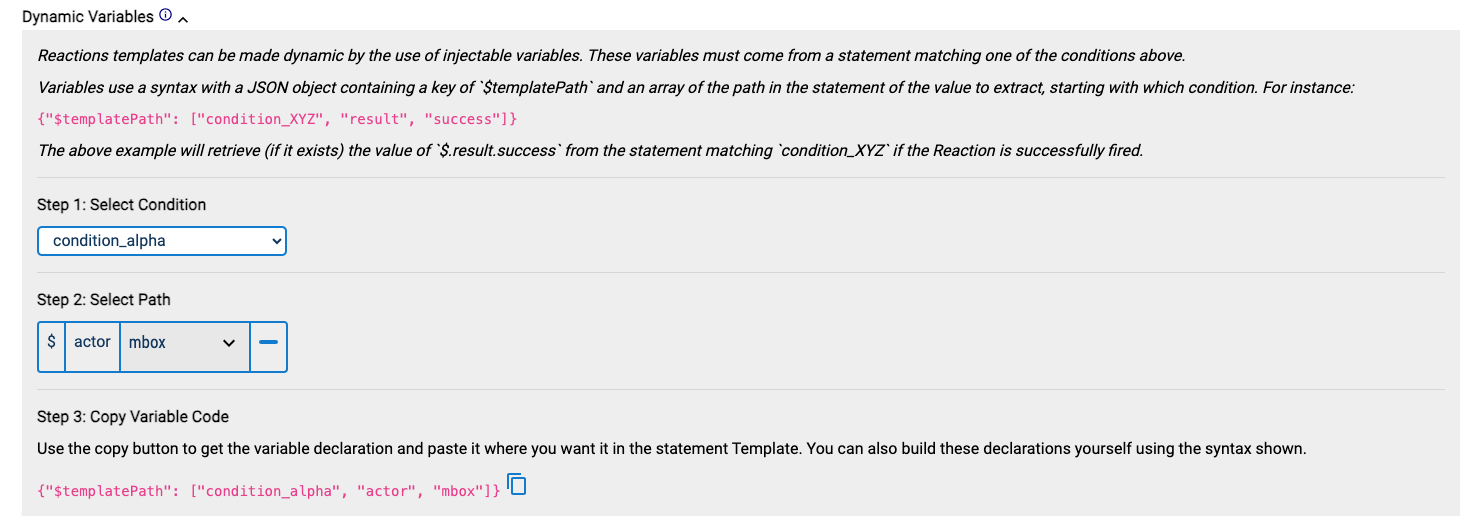 Dynamic Variables
Reactions templates can be made dynamic by the use of injectable variables. These variables must come from a statement matching one of the conditions above.
Variables use a syntax with a JSON object containing a key of `$templatePath` and an array of the path in the statement of the value to extract, starting with which condition. For instance:
{"$templatePath": ["condition_XYZ", "result", "success"]}
The above example will retrieve (if it exists) the value of `$.result.success` from the statement matching `condition_XYZ` if the Reaction is successfully fired.
Step 1: Select Condition
condition_alpha
Step 2: Select Path
$ actor mbox
Step 3: Copy Variable Code
Use the copy button to get the variable declaration and paste it where you want it in the statement Template. You can also build these declarations yourself using the syntax shown.
{"$templatePath": ["condition_alpha", "actor", "mbox"]}